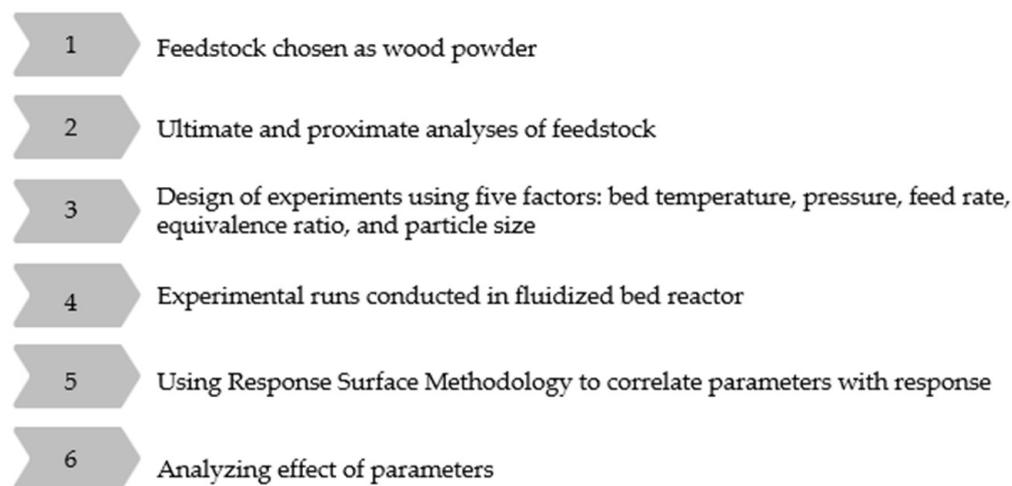 1
Feedstock chosen as wood powder
2
Ultimate and proximate analyses of feedstock
3
Design of experiments using five factors: bed temperature, pressure, feed rate,
equivalence ratio, and particle size
4
Experimental runs conducted in fluidized bed reactor
5
Using Response Surface Methodology to correlate parameters with response
6
Analyzing effect of parameters